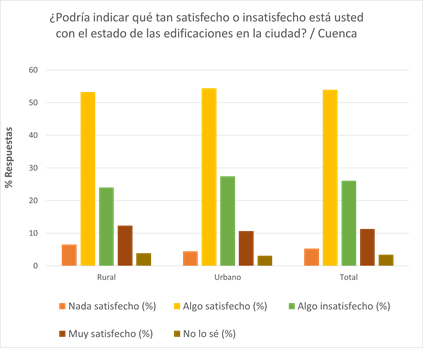 ¿Podría indicar qué tan satisfecho o insatisfecho está usted
con el estado de las edificaciones en la ciudad? / Cuenca
60
50
40
30
20
10
0
% Respuestas
Rural Urbano Total
Nada satisfecho (%) Algo satisfecho (%) Algo insatisfecho (%)
Muy satisfecho (%) No lo sé (%)